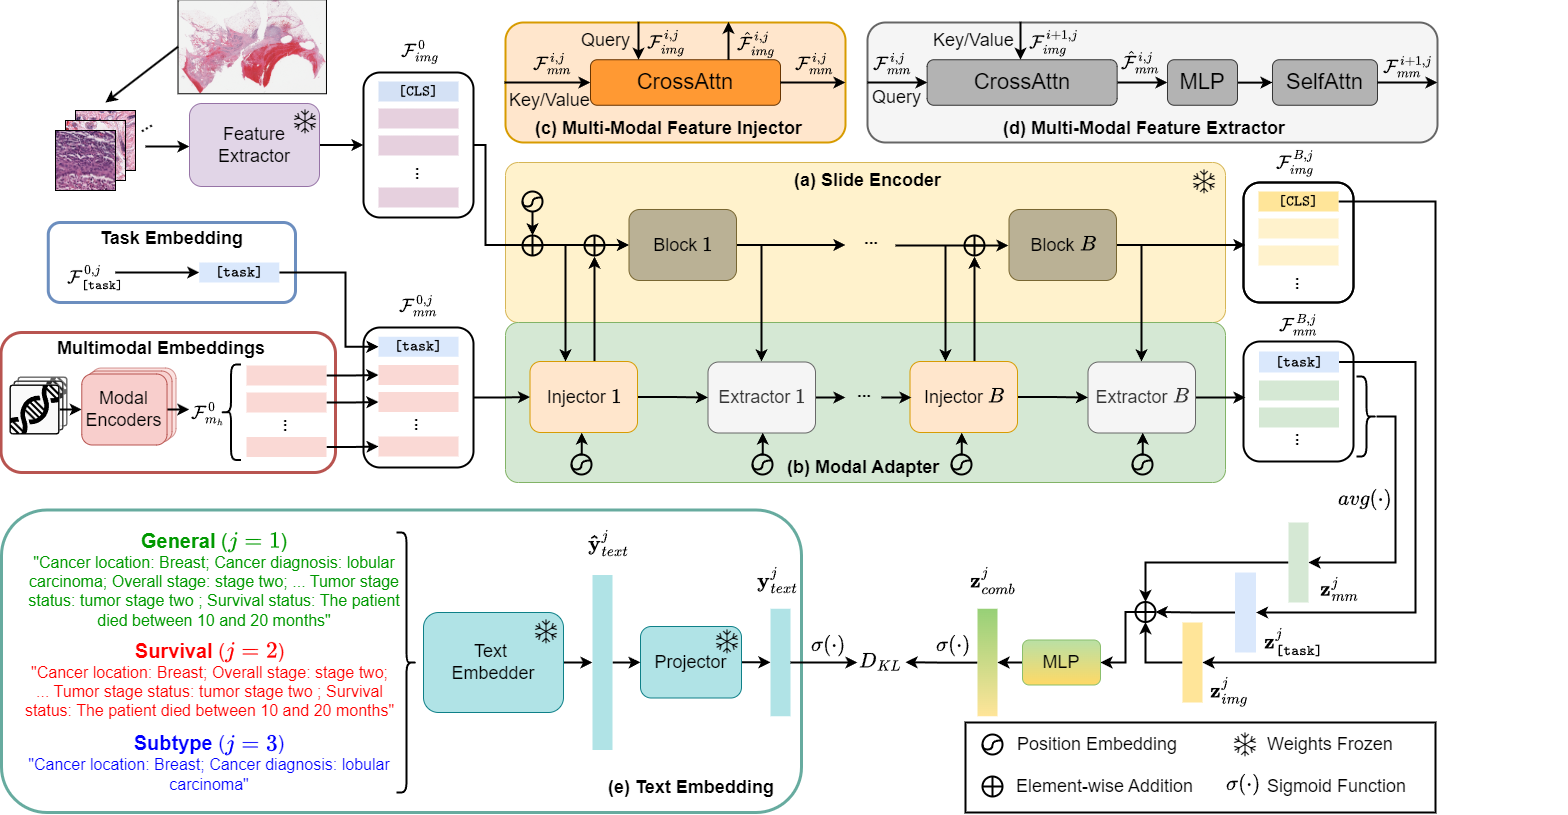 $\mathcal{F}_{img}^{0}$
[CLS]
⋮
...
Feature
Extractor
Query
$\mathcal{F}_{img}^{i,j}$
$\hat{\mathcal{F}}_{img}^{i,j}$
$\mathcal{F}_{mm}^{i,j}$
CrossAttn
$\mathcal{F}_{mm}^{i,j}$
Key/Value
(c) Multi-Modal Feature Injector
Key/Value
$\mathcal{F}_{img}^{i+1,j}$
$\mathcal{F}_{mm}^{i,j}$
Query
CrossAttn
$\hat{\mathcal{F}}_{mm}^{i,j}$
MLP
SelfAttn
$\mathcal{F}_{mm}^{i+1,j}$
(d) Multi-Modal Feature Extractor
(a) Slide Encoder
Block 1
...
Block B
$\mathcal{F}_{img}^{B,j}$
[CLS]
⋮
Task Embedding
$\mathcal{F}_{[task]}^{0,j}$
[task]
Multimodal Embeddings
Modal
Encoders
$\mathcal{F}_{m_h}^{0}$
⋮
$\mathcal{F}_{mm}^{0,j}$
[task]
⋮
Injector 1
Extractor 1
...
Injector B
Extractor B
(b) Modal Adapter
$\mathcal{F}_{mm}^{B,j}$
[task]
⋮
avg(·)
General (j = 1)
"Cancer location: Breast; Cancer diagnosis: lobular
carcinoma; Overall stage: stage two; ... Tumor stage
status: tumor stage two ; Survival status: The patient
died between 10 and 20 months"
Survival (j = 2)
"Cancer location: Breast; Overall stage: stage two;
... Tumor stage status: tumor stage two ; Survival
status: The patient died between 10 and 20 months"
Subtype (j = 3)
"Cancer location: Breast; Cancer diagnosis: lobular
carcinoma"
Text
Embedder
$\hat{\mathbf{y}}_{text}^{j}$
Projector
$\mathbf{y}_{text}^{j}$
(e) Text Embedding
σ(·)
$D_{KL}$
σ(·)
$\mathbf{z}_{comb}^{j}$
MLP
$\mathbf{z}_{mm}^{j}$
$\mathbf{z}_{[task]}^{j}$
$\mathbf{z}_{img}^{j}$
Position Embedding
Weights Frozen
Element-wise Addition
σ(·) Sigmoid Function